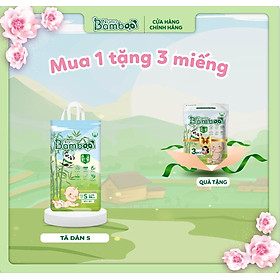 Bamboo
CỬA HÀNG
CHÍNH HÃNG
Mua 1 tặng 3 miếng
Bamboo
S
Bamboo
3
QUÀ TẶNG
TÃ DÁN S